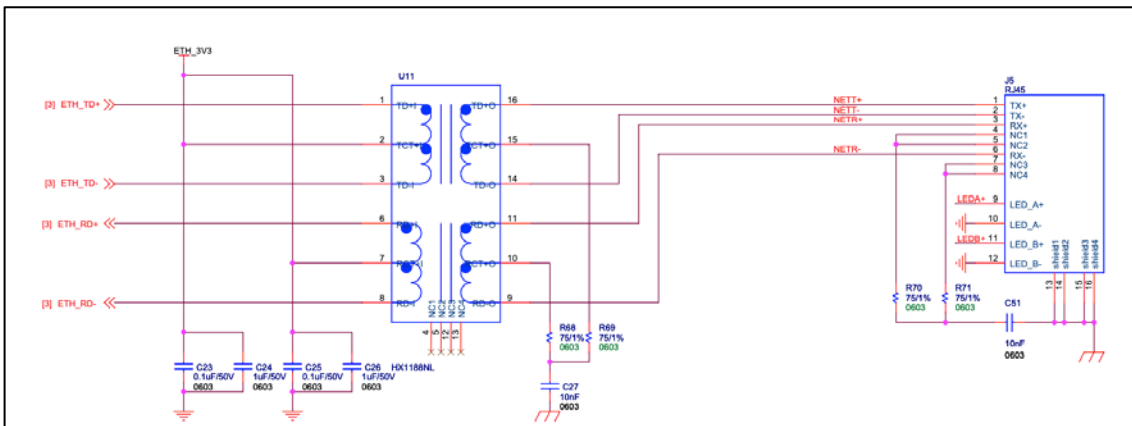 ETH_3V3
U11
J5
RJ45
[3] ETH_TD+
1
TD+I
TD+O
16
NETT+
1
TX+
NETT-
2
TX-
NETR+
3
RX+
4
NC1
5
NC2
2
TCT+I
TCT+O
15
NETR-
6
RX-
7
NC3
8
NC4
[3] ETH_TD-
3
TD-I
TD-O
14
LEDA+
9
LED_A+
[3] ETH_RD+
6
RD+I
RD+O
11
10
LED_A-
LEDB+
11
LED_B+
7
RCT+I
RCT+O
10
12
LED_B-
shield1
shield2
shield3
shield4
13
14
15
16
[3] ETH_RD-
8
RD-I
RD-O
9
NC1
NC2
NC3
NC4
4
5
12
13
R70
75/1%
0603
R71
75/1%
0603
C51
10nF
0603
R68
75/1%
0603
R69
75/1%
0603
C23
0.1uF/50V
0603
C24
1uF/50V
0603
C25
0.1uF/50V
0603
C26
1uF/50V
0603
HX1188NL
C27
10nF
0603